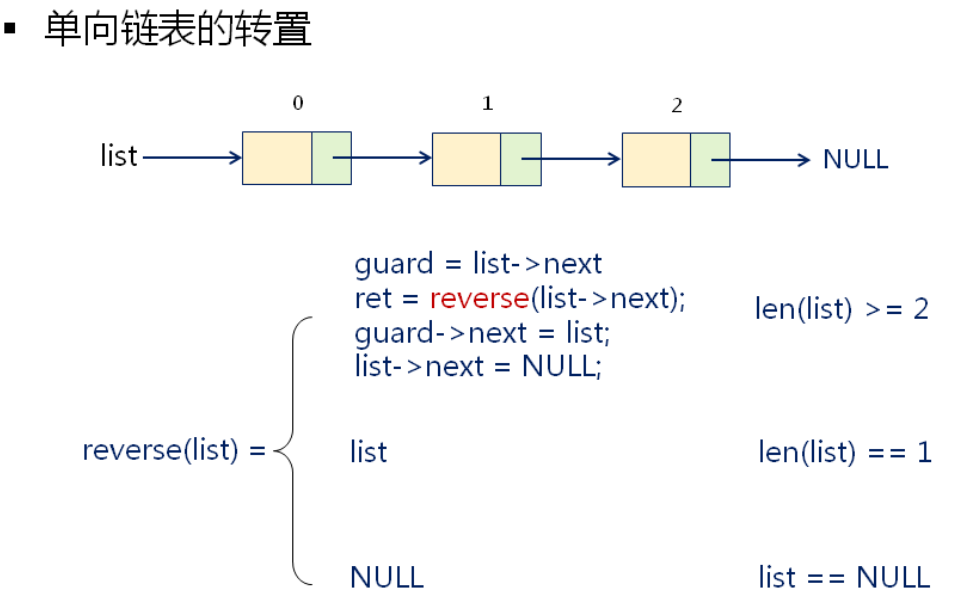 ▪ 单向链表的转置
0 1 2
list NULL
guard = list->next
ret = reverse(list->next);
guard->next = list;
list->next = NULL;
len(list) >= 2
reverse(list) =
list
len(list) == 1
NULL
list == NULL